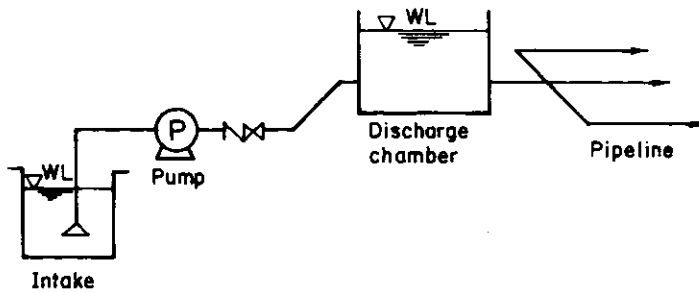 WL
P
Discharge
chamber
Pipeline
WL
Pump
Intake